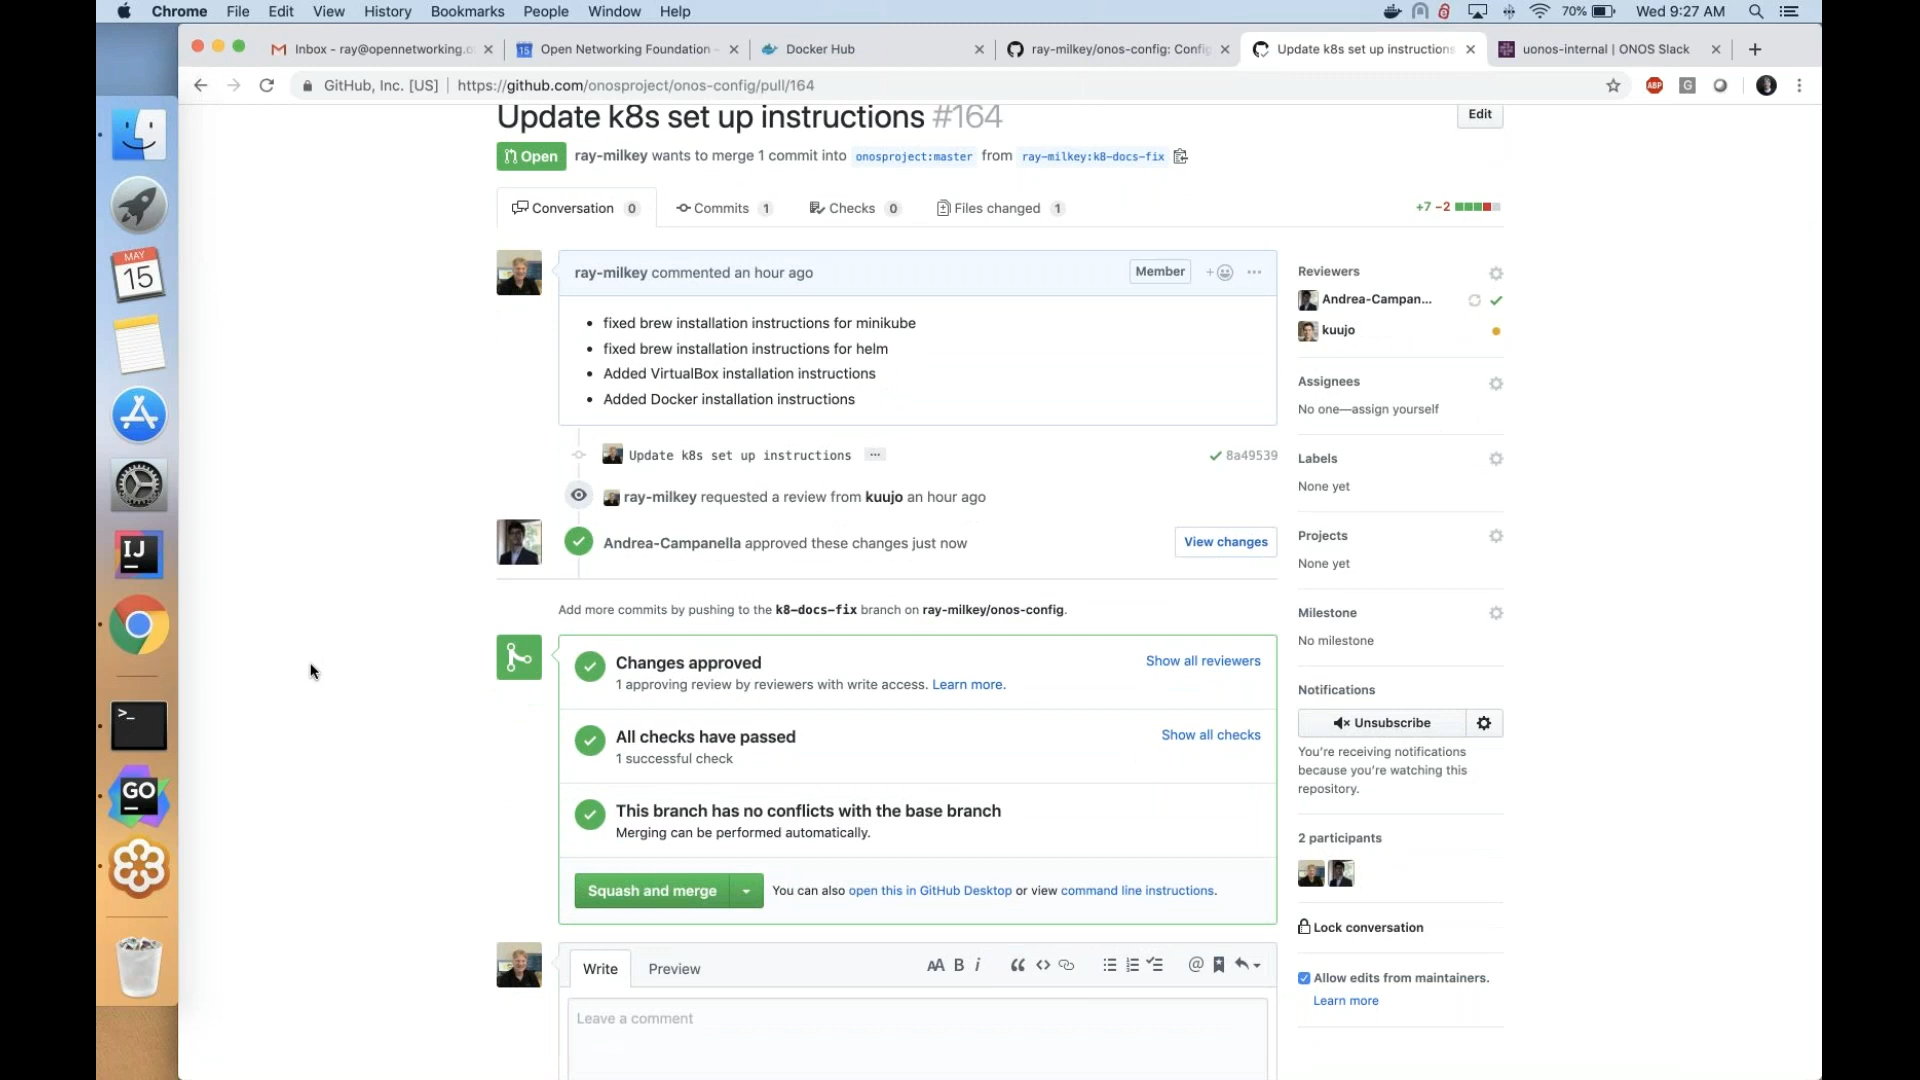 Chrome File Edit View History Bookmarks People Window Help 70% Wed 9:27 AM
Inbox - ray@opennetworking.o
15 Open Networking Foundation -
Docker Hub
ray-milkey/onos-config: Config
Update k8s set up instructions
uonos-internal | ONOS Slack
GitHub, Inc. [US] https://github.com/onosproject/onos-config/pull/164
ABP G
Update k8s set up instructions #164
Edit
Open ray-milkey wants to merge 1 commit into onosproject:master from ray-milkey:k8-docs-fix
Conversation 0 Commits 1 Checks 0 Files changed 1 +7 −2
ray-milkey commented an hour ago Member
fixed brew installation instructions for minikube
fixed brew installation instructions for helm
Added VirtualBox installation instructions
Added Docker installation instructions
Update k8s set up instructions ... 8a49539
ray-milkey requested a review from kuujo an hour ago
Andrea-Campanella approved these changes just now View changes
Add more commits by pushing to the k8-docs-fix branch on ray-milkey/onos-config.
Changes approved Show all reviewers
1 approving review by reviewers with write access. Learn more.
All checks have passed Show all checks
1 successful check
This branch has no conflicts with the base branch
Merging can be performed automatically.
Squash and merge You can also open this in GitHub Desktop or view command line instructions.
Write Preview AA B i @
Leave a comment
Reviewers
Andrea-Campan...
kuujo
Assignees
No one—assign yourself
Labels
None yet
Projects
None yet
Milestone
No milestone
Notifications
Unsubscribe
You're receiving notifications
because you're watching this
repository.
2 participants
Lock conversation
Allow edits from maintainers.
Learn more
MAY
15
IJ
>_
GO